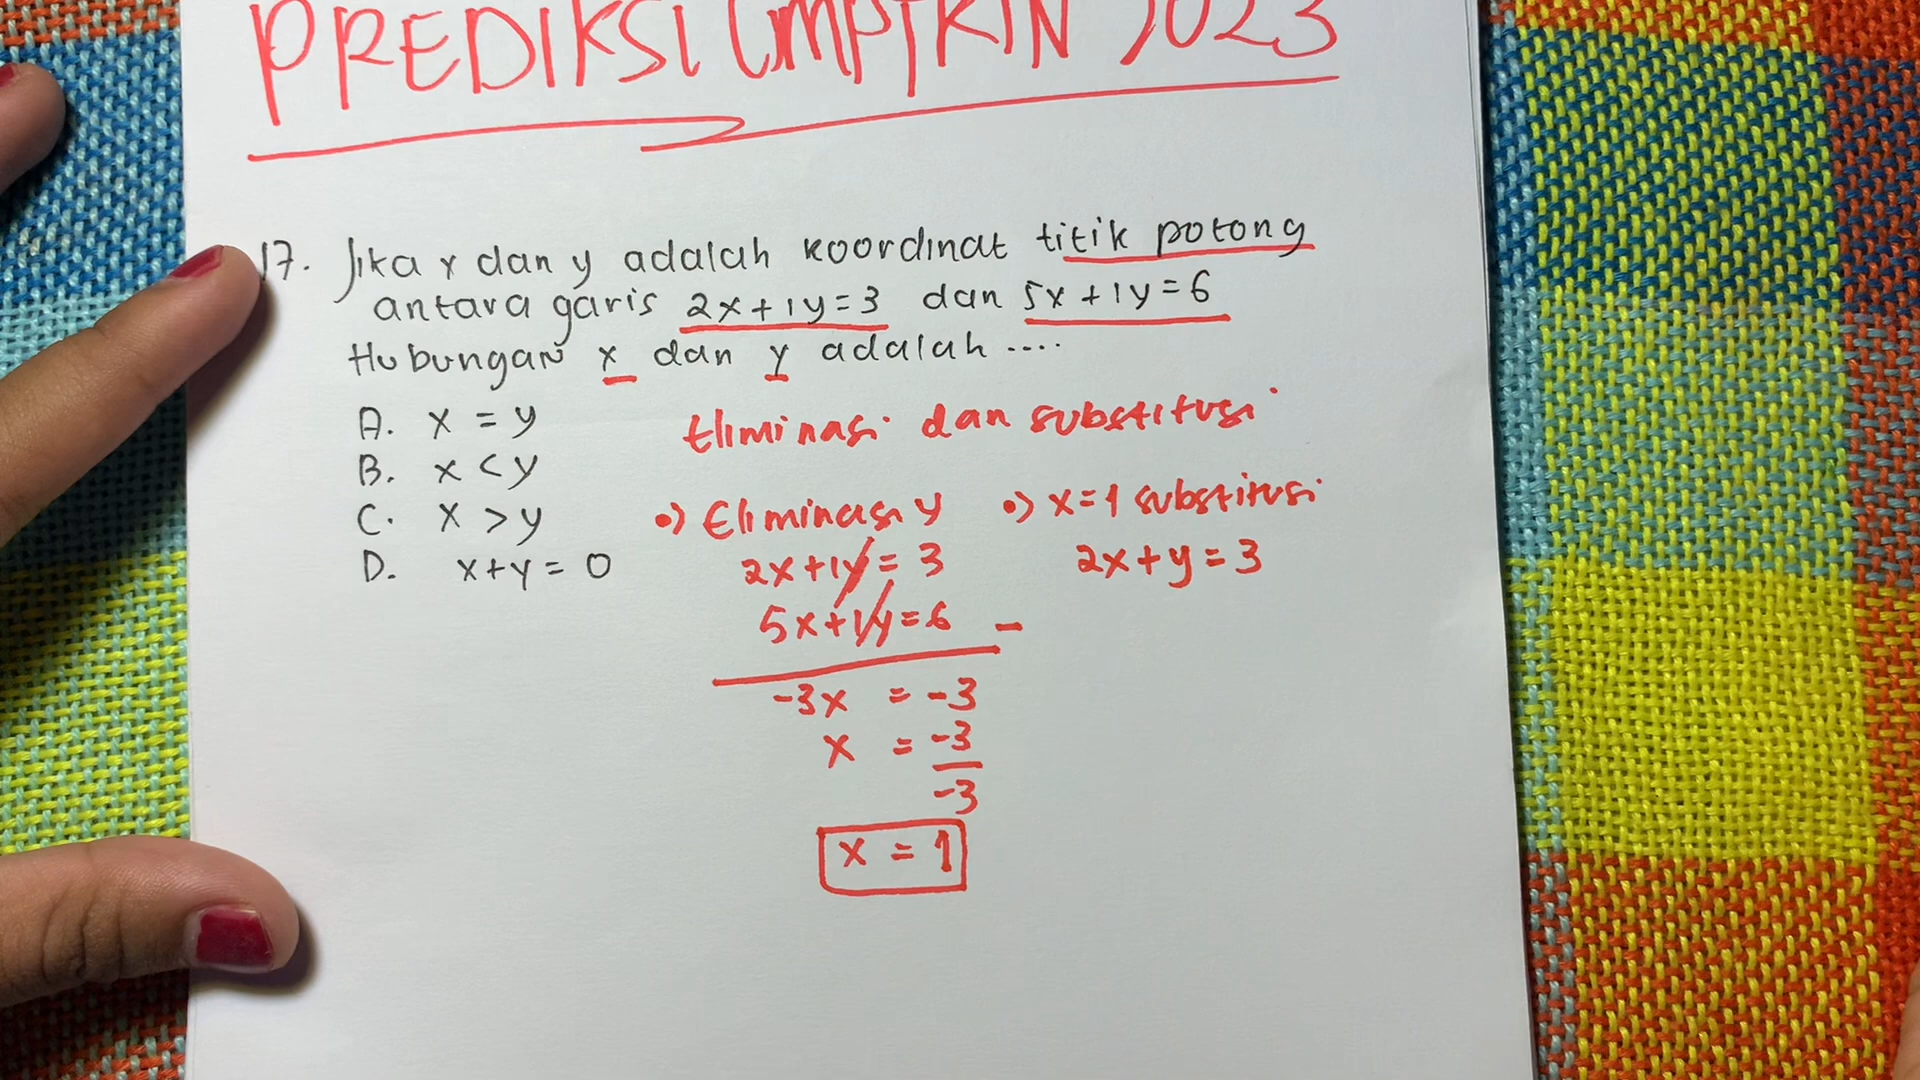 PREDIKSI UMPTKIN 2023
17. Jika x dan y adalah koordinat titik potong
antara garis 2x+1y=3 dan 5x+1y=6
Hubungan x dan y adalah ....
A. x = y
B. x < y
C. x > y
D. x+y = 0
Eliminasi dan substitusi
•) Eliminasi y
2x+1y = 3
5x+1y=6 –
-3x = -3
x = -3
-3
x = 1
•) x=1 substitusi
2x+y=3